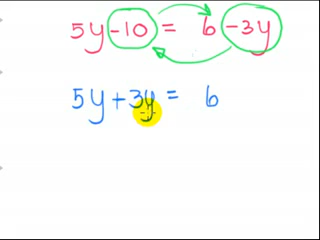 5y -10 = 6 -3y
5y + 3y = 6